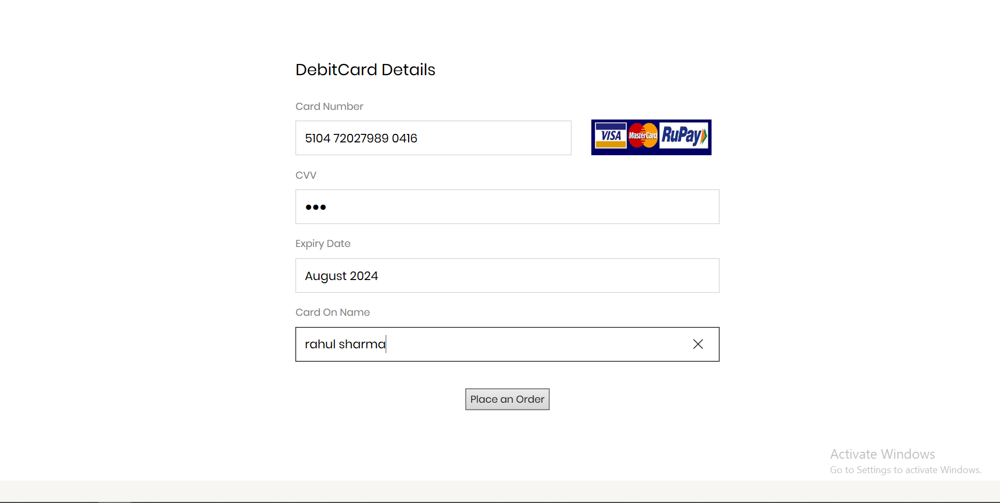 DebitCard Details
Card Number
5104 72027989 0416
VISA MasterCard RuPay
CVV
•••
Expiry Date
August 2024
Card On Name
rahul sharma
Place an Order
Activate Windows
Go to Settings to activate Windows.